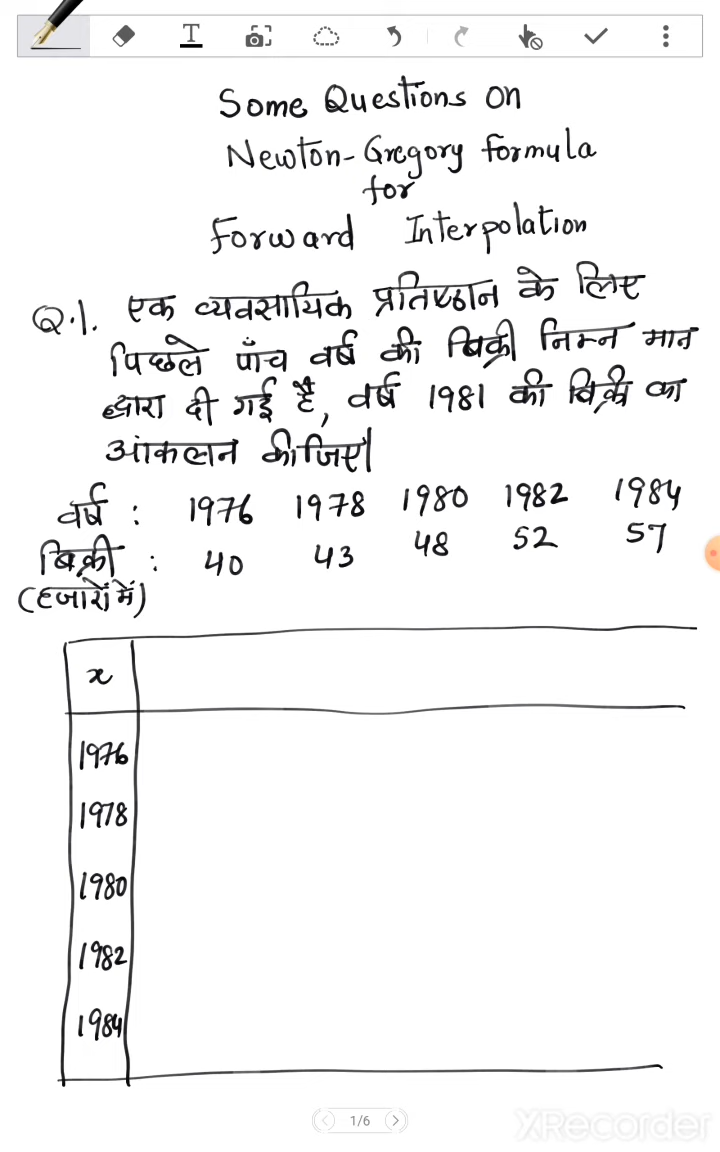 T
Some Questions on
Newton-Gregory formula
for
Forward Interpolation
Q.1. एक व्यवसायिक प्रतिष्ठान के लिए
पिछले पाँच वर्ष की बिक्री निम्न मान
द्वारा दी गई है, वर्ष 1981 की बिक्री का
आंकलन कीजिए।
वर्ष : 1976 1978 1980 1982 1984
बिक्री : 40 43 48 52 57
(हजारों में)
x
1976
1978
1980
1982
1984
1/6
XRecorder